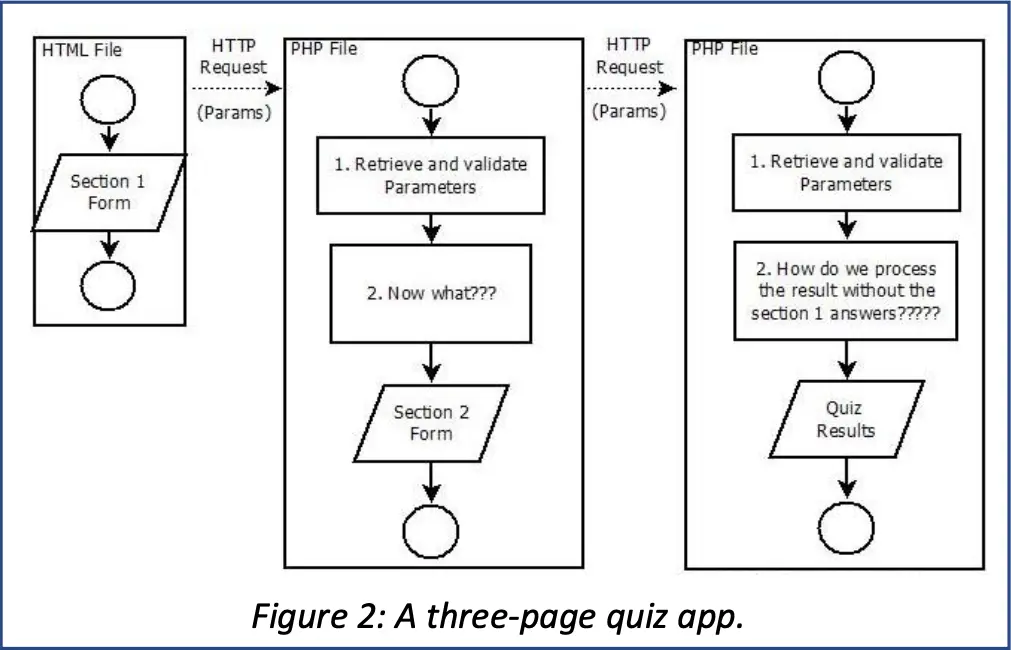 HTML File
Section 1
Form
HTTP
Request
(Params)
PHP File
1. Retrieve and validate
Parameters
2. Now what???
Section 2
Form
HTTP
Request
(Params)
PHP File
1. Retrieve and validate
Parameters
2. How do we process
the result without the
section 1 answers?????
Quiz
Results
Figure 2: A three-page quiz app.